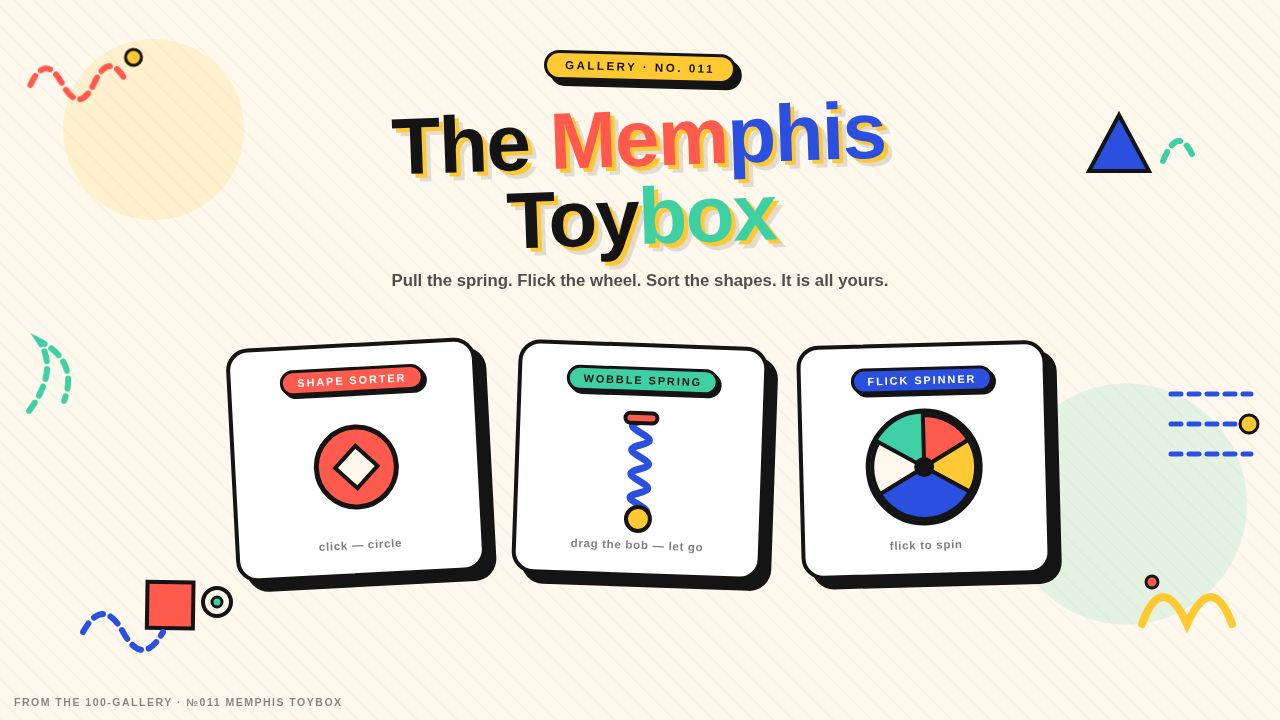 GALLERY · NO. 011
The Memphis
Toybox
Pull the spring. Flick the wheel. Sort the shapes. It is all yours.
SHAPE SORTER
click — circle
WOBBLE SPRING
drag the bob — let go
FLICK SPINNER
flick to spin
FROM THE 100-GALLERY · №011 MEMPHIS TOYBOX